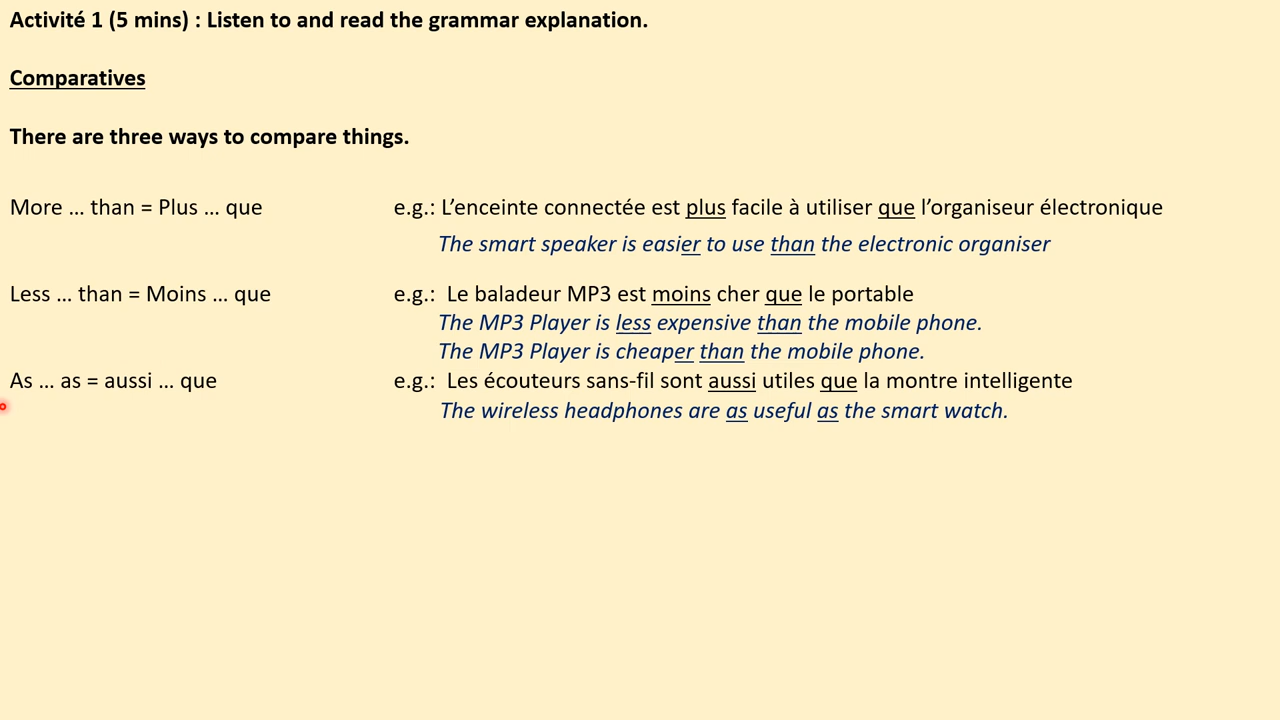 Activité 1 (5 mins) : Listen to and read the grammar explanation.
Comparatives
There are three ways to compare things.
More … than = Plus … que e.g.: L’enceinte connectée est plus facile à utiliser que l’organiseur électronique
The smart speaker is easier to use than the electronic organiser
Less … than = Moins … que e.g.: Le baladeur MP3 est moins cher que le portable
The MP3 Player is less expensive than the mobile phone.
The MP3 Player is cheaper than the mobile phone.
As … as = aussi … que e.g.: Les écouteurs sans-fil sont aussi utiles que la montre intelligente
The wireless headphones are as useful as the smart watch.